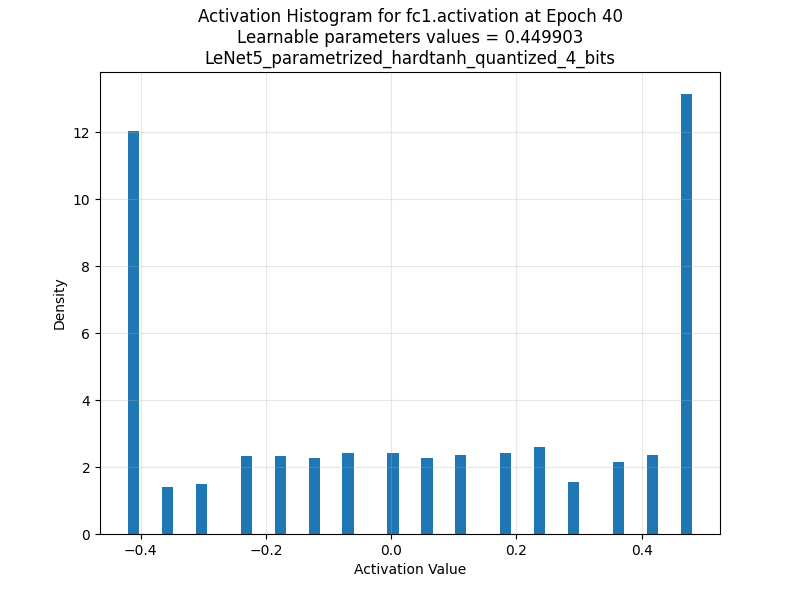 Activation Histogram for fc1.activation at Epoch 40
Learnable parameters values = 0.449903
LeNet5_parametrized_hardtanh_quantized_4_bits
Density
12
10
8
6
4
2
0
−0.4 −0.2 0.0 0.2 0.4
Activation Value